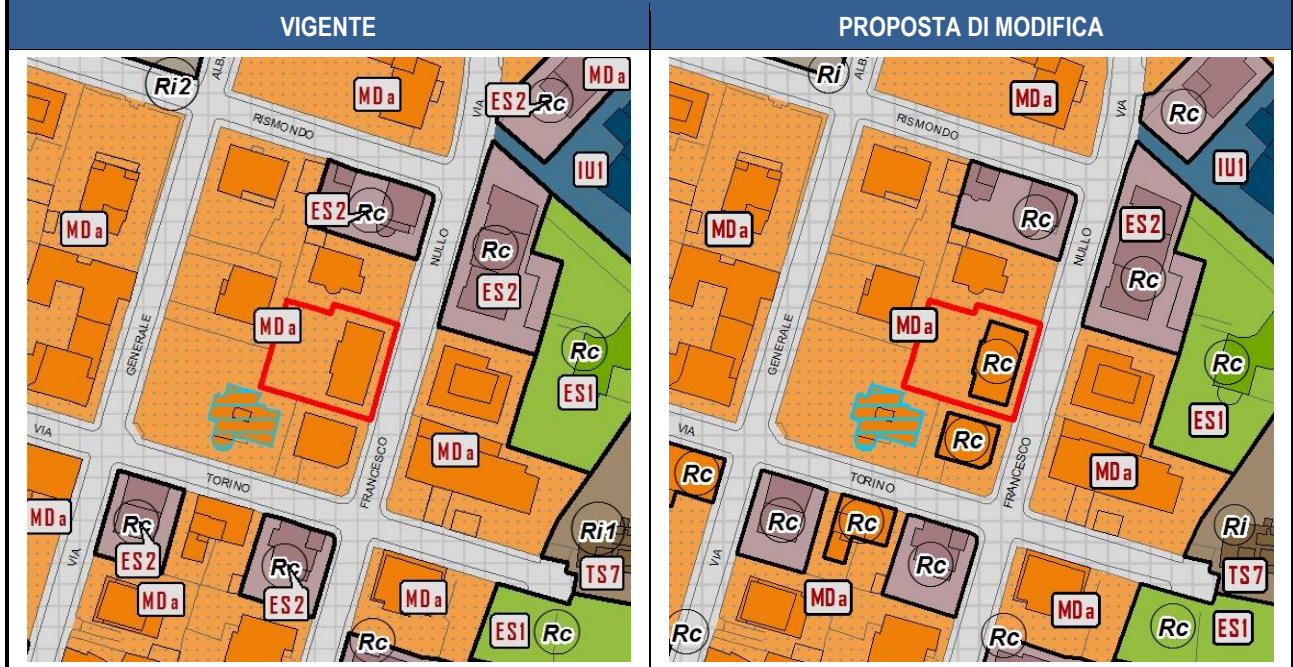 VIGENTE
PROPOSTA DI MODIFICA
Ri2
ALB.
MDa
VIA
ES2
Rc
MDa
RISMONDO
IU1
ES2
Rc
MDa
Rc
NULLO
ES2
MDa
GENERALE
Rc
ES1
VIA
MDa
TORINO
FRANCESCO
MDa
Rc
Ri1
VIA
ES2
Rc
TS7
MDa
ES2
MDa
ES1
Rc
Rc
Ri
ALB.
MDa
VIA
Rc
RISMONDO
IU1
Rc
ES2
MDa
NULLO
Rc
MDa
GENERALE
Rc
Rc
ES1
VIA
Rc
MDa
Rc
TORINO
FRANCESCO
Rc
Rc
Ri
VIA
Rc
TS7
MDa
MDa
Rc
Rc
Rc
ES1